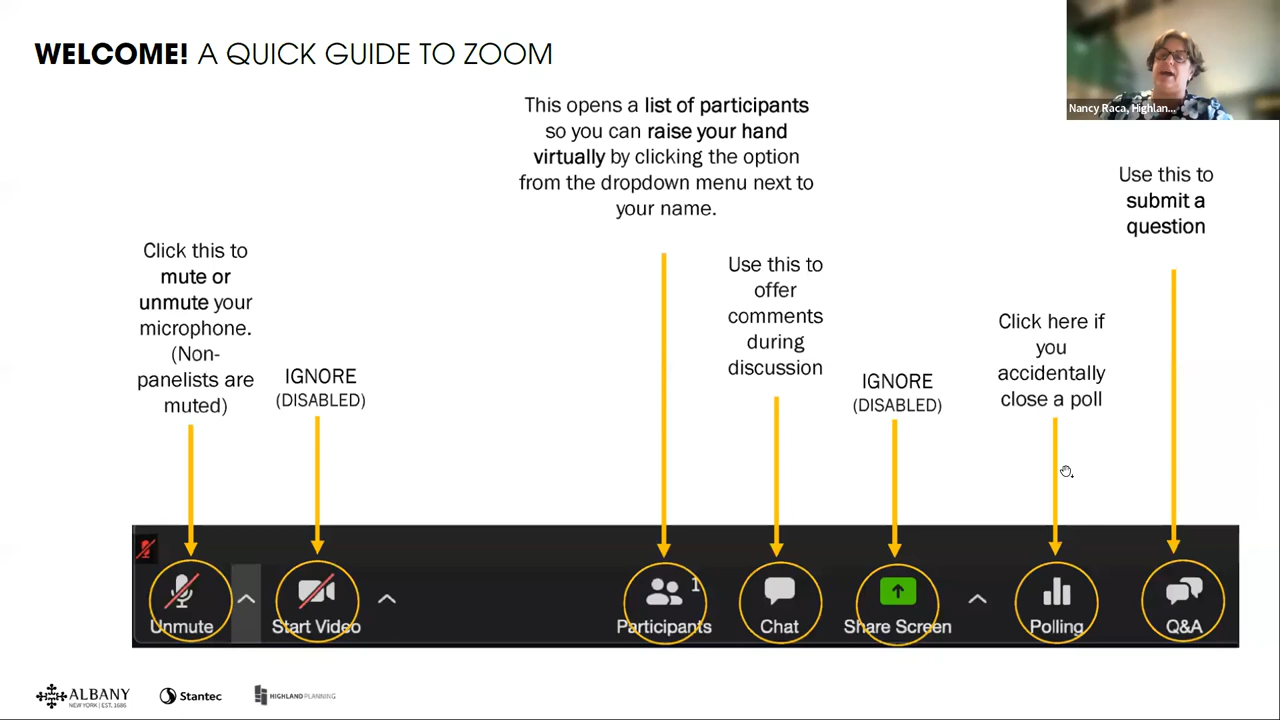 WELCOME! A QUICK GUIDE TO ZOOM
Nancy Raca, Highlan...
This opens a list of participants
so you can raise your hand
virtually by clicking the option
from the dropdown menu next to
your name.
Use this to
submit a
question
Click this to
mute or
unmute your
microphone.
(Non-
panelists are
muted)
IGNORE
(DISABLED)
Use this to
offer
comments
during
discussion
IGNORE
(DISABLED)
Click here if
you
accidentally
close a poll
1
Unmute
Start Video
Participants
Chat
Share Screen
Polling
Q&A
ALBANY
NEW YORK | EST. 1686
Stantec
HIGHLAND PLANNING